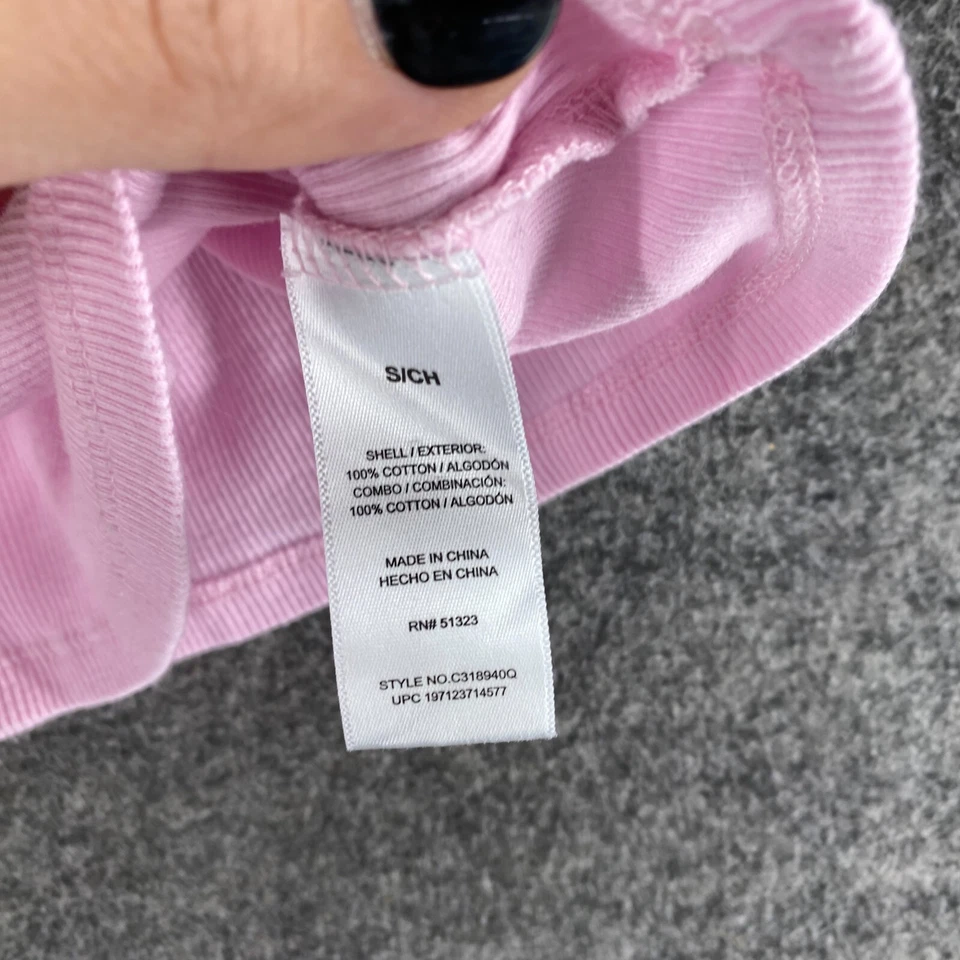 S/CH
SHELL / EXTERIOR:
100% COTTON / ALGODÓN
COMBO / COMBINACIÓN:
100% COTTON / ALGODÓN
MADE IN CHINA
HECHO EN CHINA
RN# 51323
STYLE NO.C318940Q
UPC 197123714577